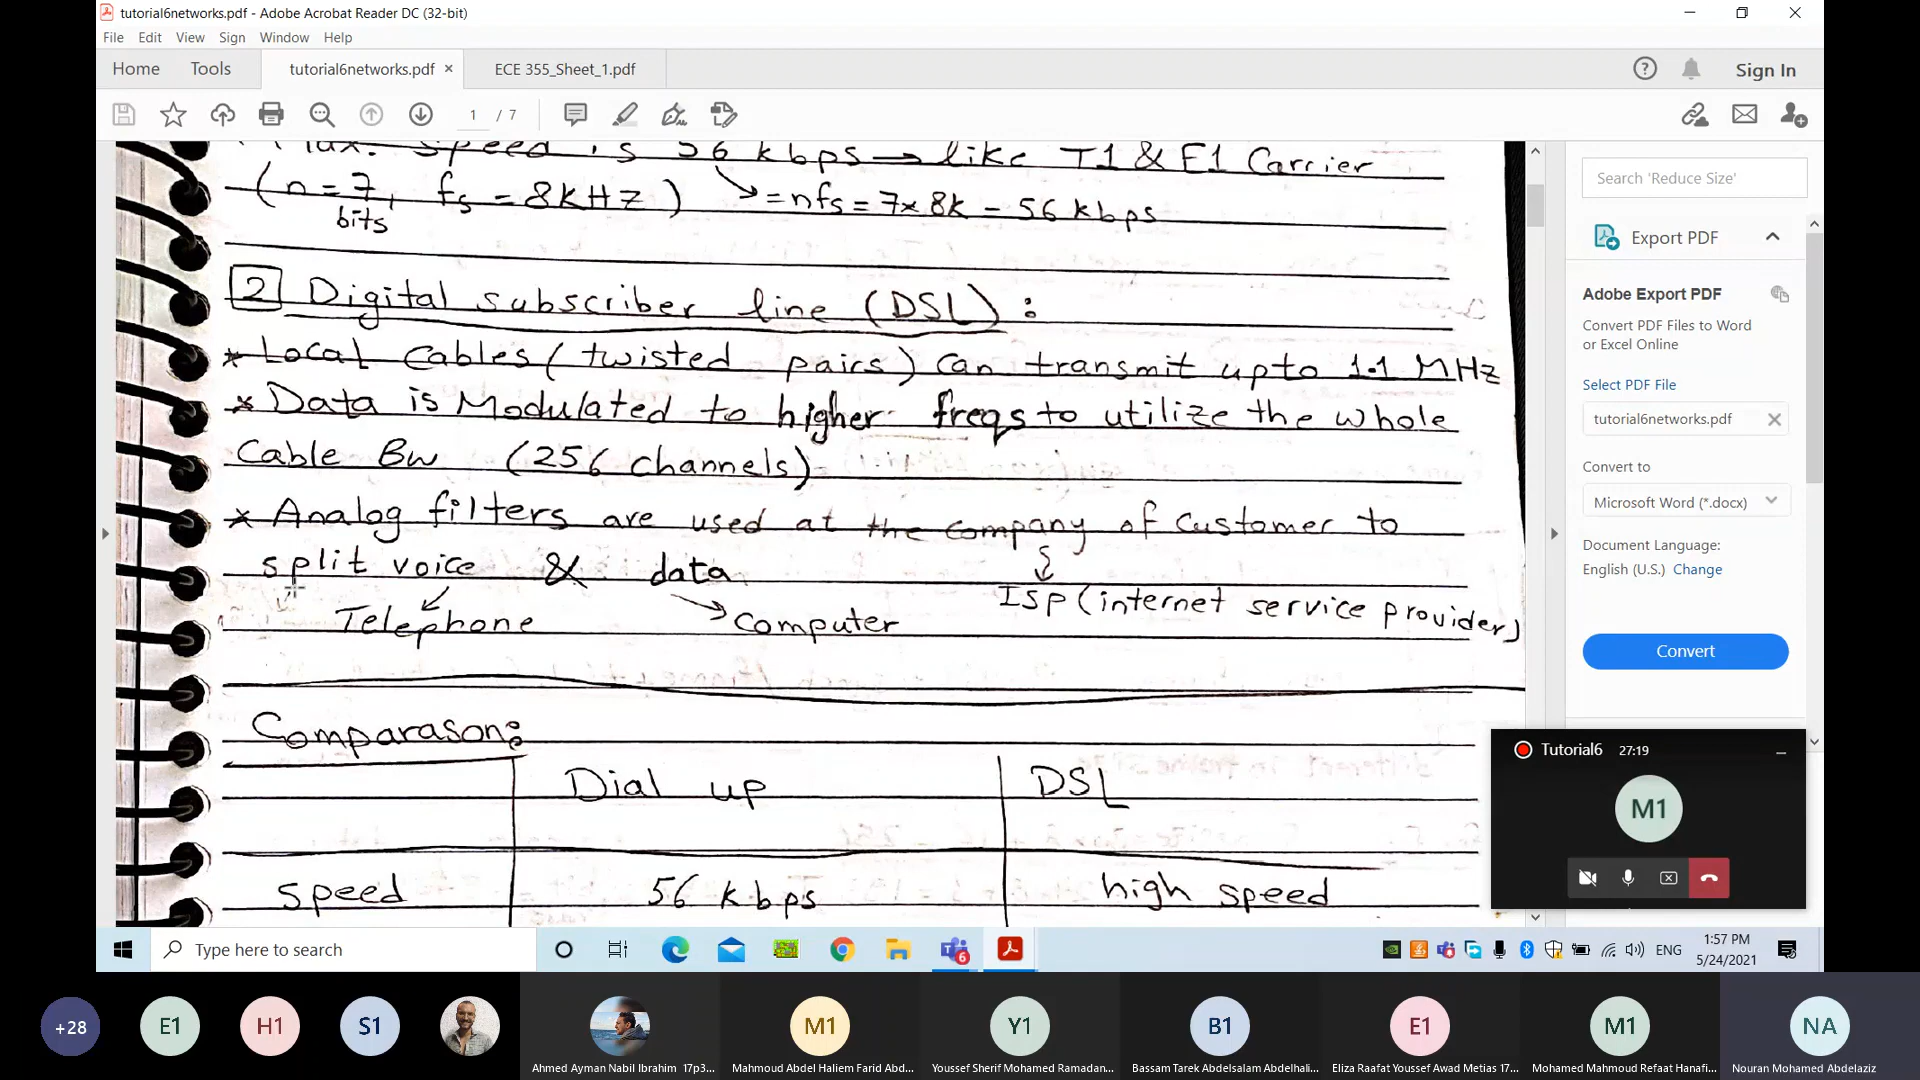 tutorial6networks.pdf - Adobe Acrobat Reader DC (32-bit)
File Edit View Sign Window Help
Home Tools tutorial6networks.pdf × ECE 355_Sheet_1.pdf Sign In
1 / 7
Max. speed is 56 kbps → like T1 & E1 Carrier
(n = 7 bits, fs = 8KHz) = nfs = 7x 8k = 56 kbps
2 Digital subscriber line (DSL):
* Local Cables (twisted pairs) can transmit upto 1.1 MHz
* Data is Modulated to higher freqs to utilize the whole
Cable Bw (256 channels)
* Analog filters are used at the company of Customer to
split voice & data
ISP (internet service provider)
Telephone Computer
Comparason:
Dial up DSL
speed 56 kbps high speed
Search 'Reduce Size'
Export PDF
Adobe Export PDF
Convert PDF Files to Word
or Excel Online
Select PDF File
tutorial6networks.pdf
Convert to
Microsoft Word (*.docx)
Document Language:
English (U.S.) Change
Convert
Tutorial6 27:19
M1
Type here to search
6
ENG
1:57 PM
5/24/2021
+28 E1 H1 S1 M1 Y1 B1 E1 M1 NA
Ahmed Ayman Nabil Ibrahim 17p3...
Mahmoud Abdel Haliem Farid Abd...
Youssef Sherif Mohamed Ramadan...
Bassam Tarek Abdelsalam Abdelhali...
Eliza Raafat Youssef Awad Metias 17...
Mohamed Mahmoud Refaat Hanafi...
Nouran Mohamed Abdelaziz